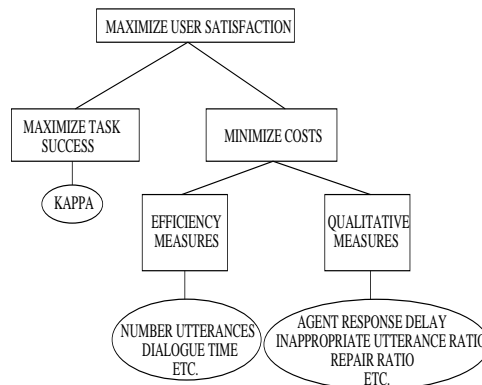 MAXIMIZE USER SATISFACTION
MAXIMIZE TASK
SUCCESS
MINIMIZE COSTS
KAPPA
EFFICIENCY
MEASURES
QUALITATIVE
MEASURES
NUMBER UTTERANCES
DIALOGUE TIME
ETC.
AGENT RESPONSE DELAY
INAPPROPRIATE UTTERANCE RATIO
REPAIR RATIO
ETC.